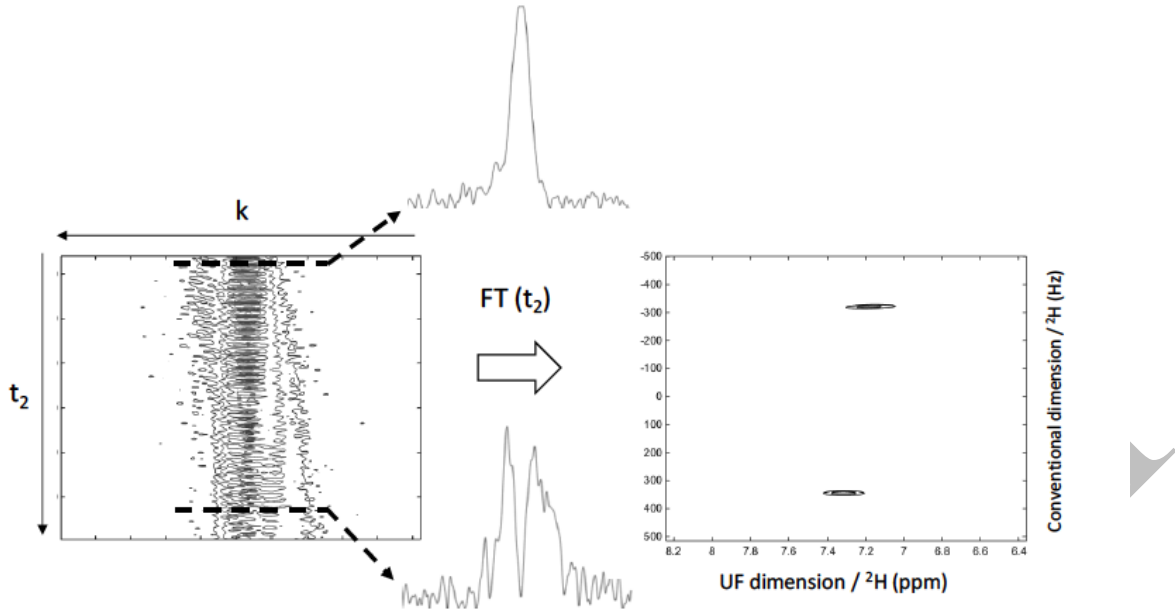 k
t2
FT (t2)
-500
-400
-300
-200
-100
0
100
200
300
400
500
8.2 8 7.8 7.6 7.4 7.2 7 6.8 6.6 6.4
UF dimension / ²H (ppm)
Conventional dimension / ²H (Hz)